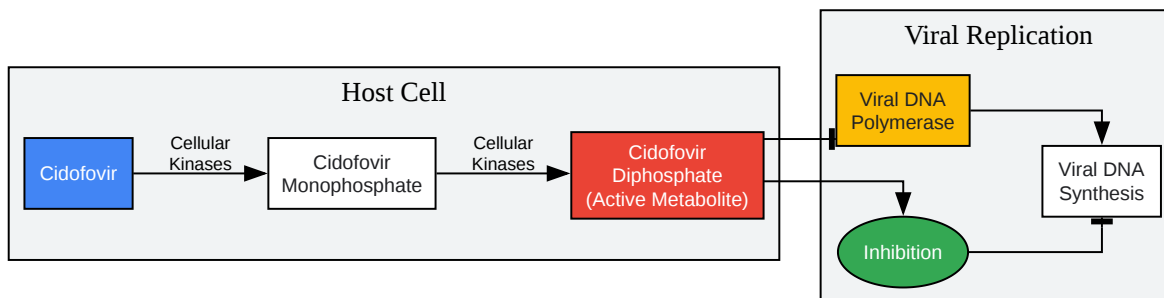 Host Cell
Cidofovir
Cellular
Kinases
Cidofovir
Monophosphate
Cellular
Kinases
Cidofovir
Diphosphate
(Active Metabolite)
Viral Replication
Viral DNA
Polymerase
Viral DNA
Synthesis
Inhibition